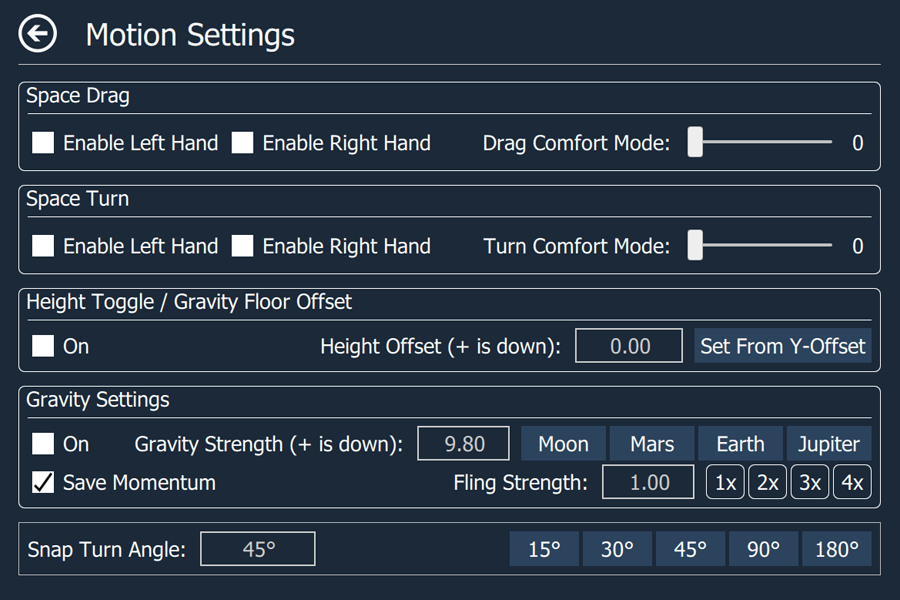 Motion Settings
Space Drag
Enable Left Hand Enable Right Hand Drag Comfort Mode: 0
Space Turn
Enable Left Hand Enable Right Hand Turn Comfort Mode: 0
Height Toggle / Gravity Floor Offset
On Height Offset (+ is down): 0.00 Set From Y-Offset
Gravity Settings
On Gravity Strength (+ is down): 9.80 Moon Mars Earth Jupiter
Save Momentum Fling Strength: 1.00 1x 2x 3x 4x
Snap Turn Angle: 45° 15° 30° 45° 90° 180°